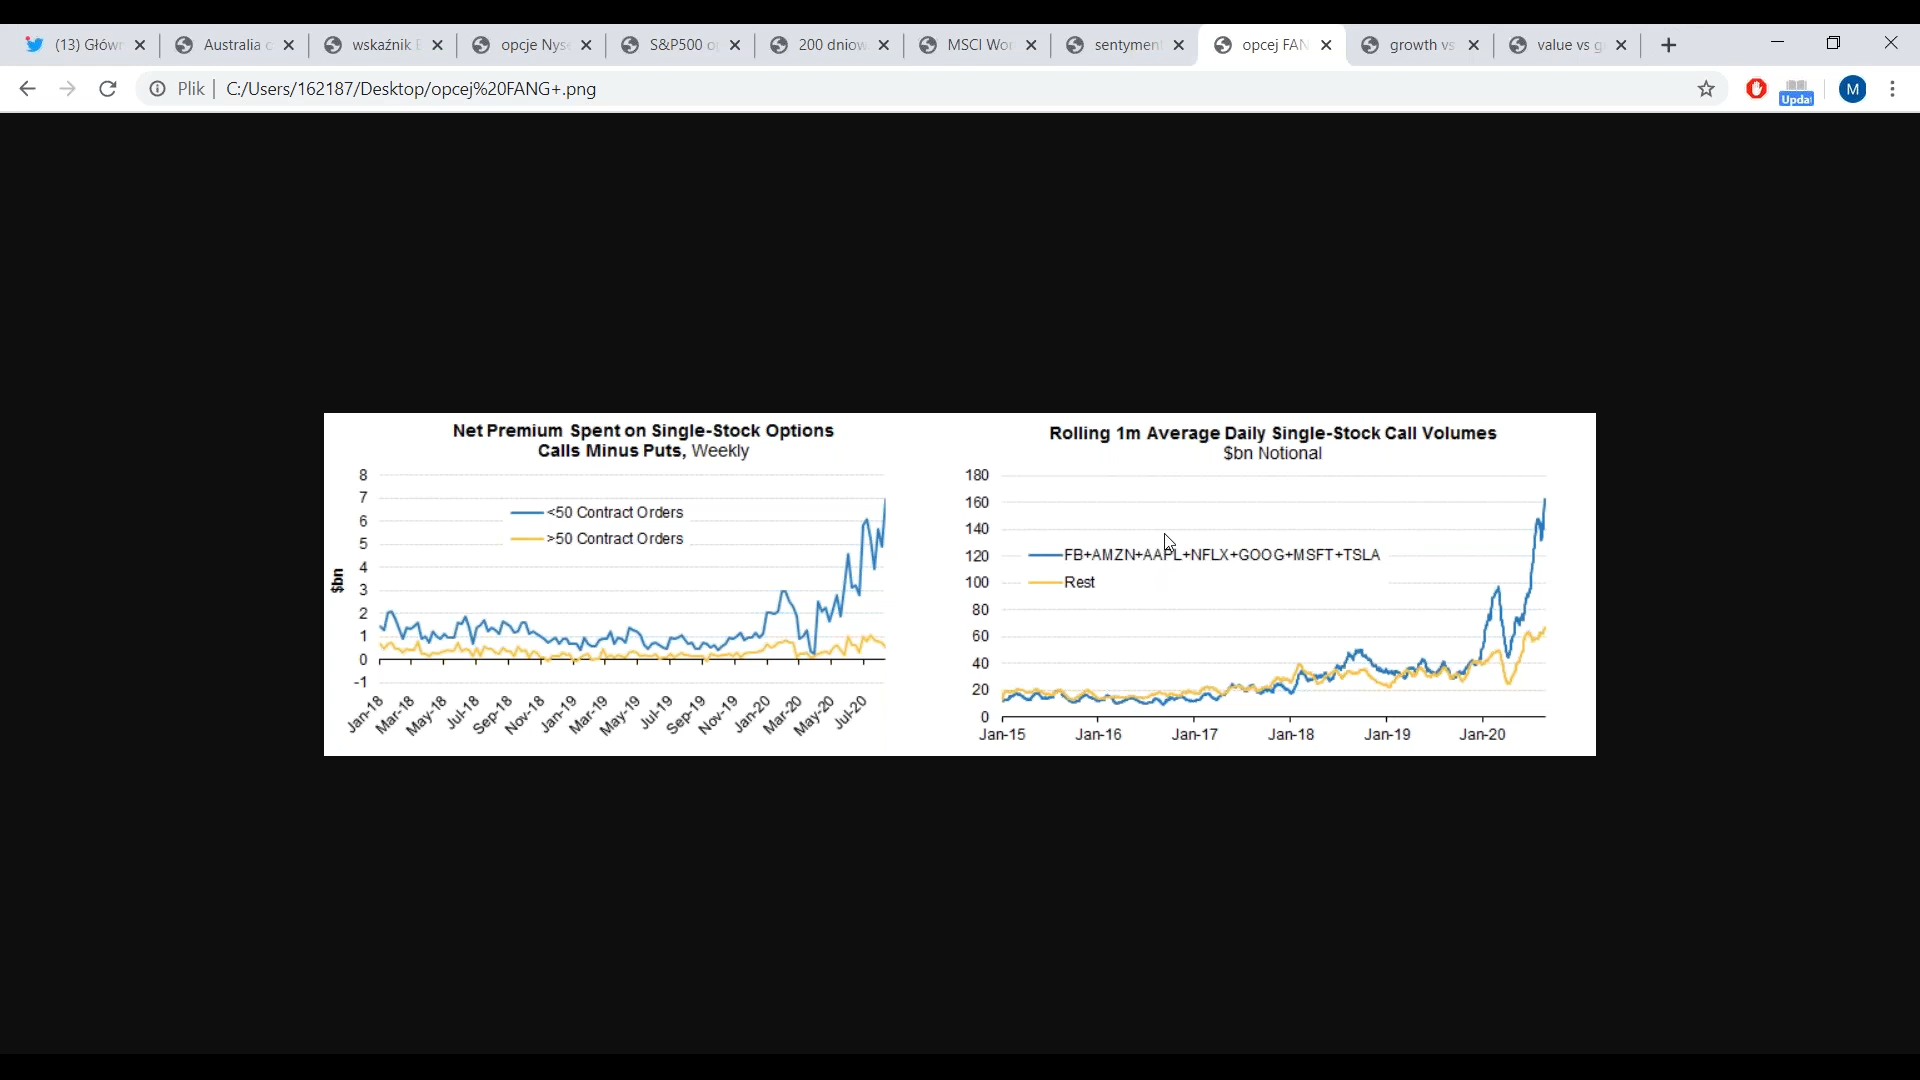 (13) Główn
Australia c
wskaźnik E
opcje Nyse
S&P500 o
200 dniow
MSCI Wor
sentyment
opcej FAN
growth vs
value vs g
Plik
C:/Users/162187/Desktop/opcej%20FANG+.png
Updat
M
Net Premium Spent on Single-Stock Options
Calls Minus Puts, Weekly
8
7
6
5
4
3
2
1
0
-1
$bn
<50 Contract Orders
>50 Contract Orders
Jan-18 Mar-18 May-18 Jul-18 Sep-18 Nov-18 Jan-19 Mar-19 May-19 Jul-19 Sep-19 Nov-19 Jan-20 Mar-20 May-20 Jul-20
Rolling 1m Average Daily Single-Stock Call Volumes
$bn Notional
180
160
140
120
100
80
60
40
20
0
FB+AMZN+AAPL+NFLX+GOOG+MSFT+TSLA
Rest
Jan-15 Jan-16 Jan-17 Jan-18 Jan-19 Jan-20